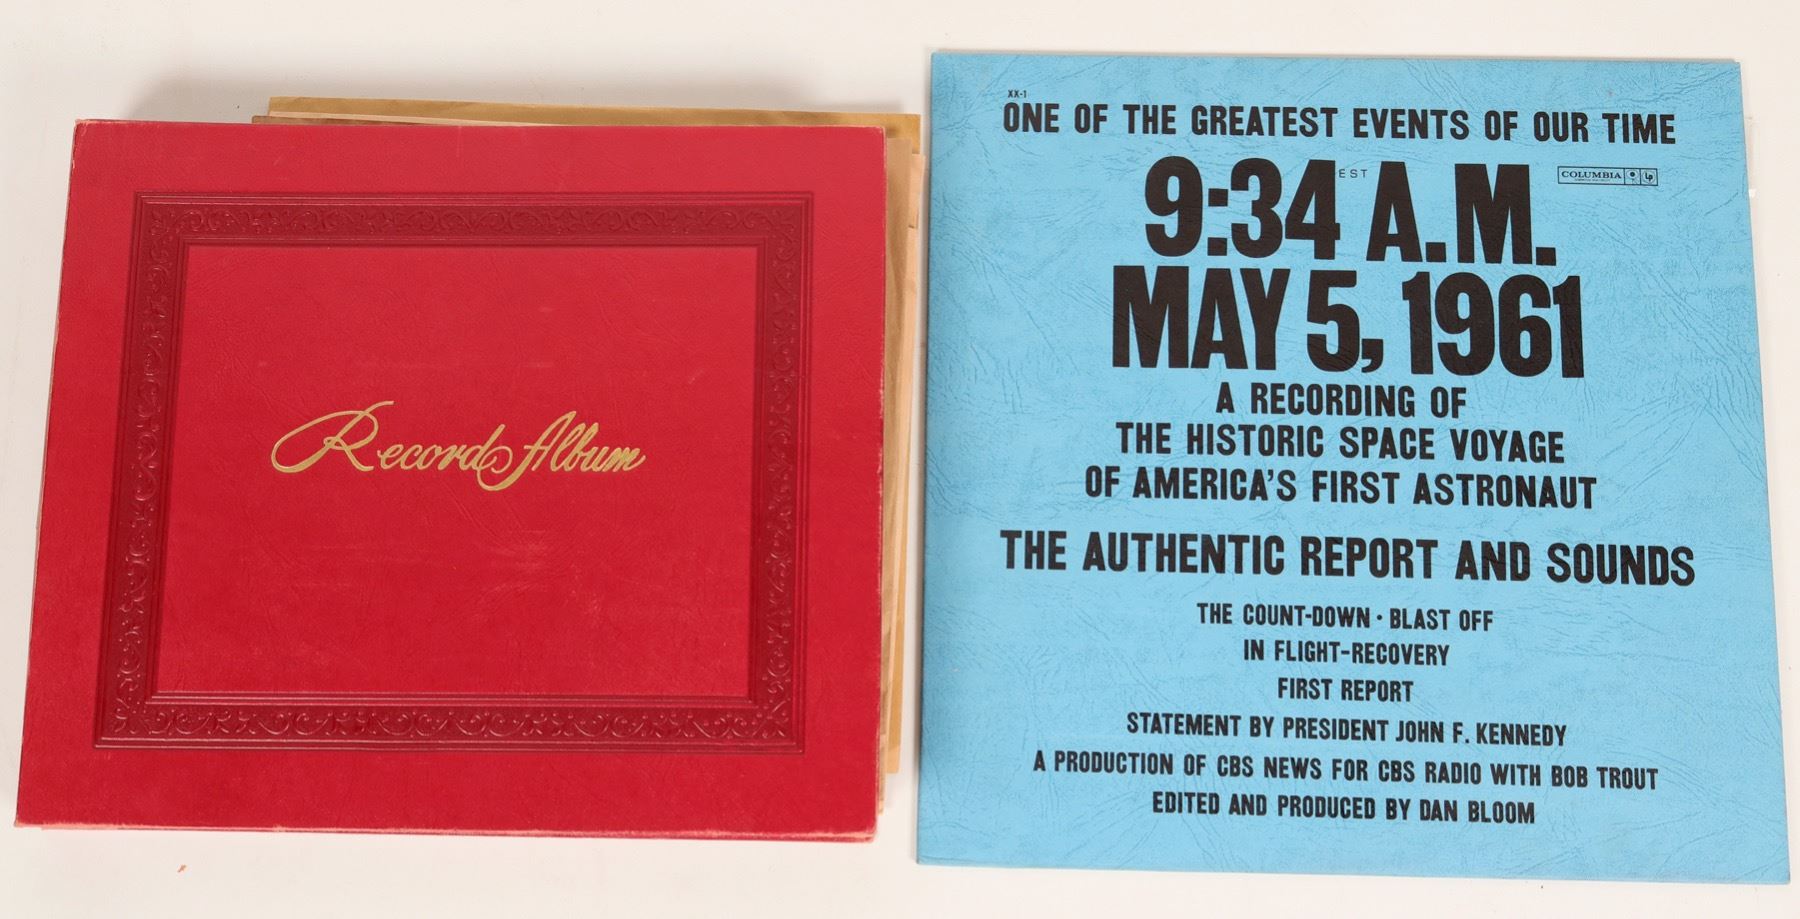 Record Album
XX-1
ONE OF THE GREATEST EVENTS OF OUR TIME
EST
COLUMBIA
9:34 A.M.
MAY 5, 1961
A RECORDING OF
THE HISTORIC SPACE VOYAGE
OF AMERICA'S FIRST ASTRONAUT
THE AUTHENTIC REPORT AND SOUNDS
THE COUNT-DOWN · BLAST OFF
IN FLIGHT-RECOVERY
FIRST REPORT
STATEMENT BY PRESIDENT JOHN F. KENNEDY
A PRODUCTION OF CBS NEWS FOR CBS RADIO WITH BOB TROUT
EDITED AND PRODUCED BY DAN BLOOM